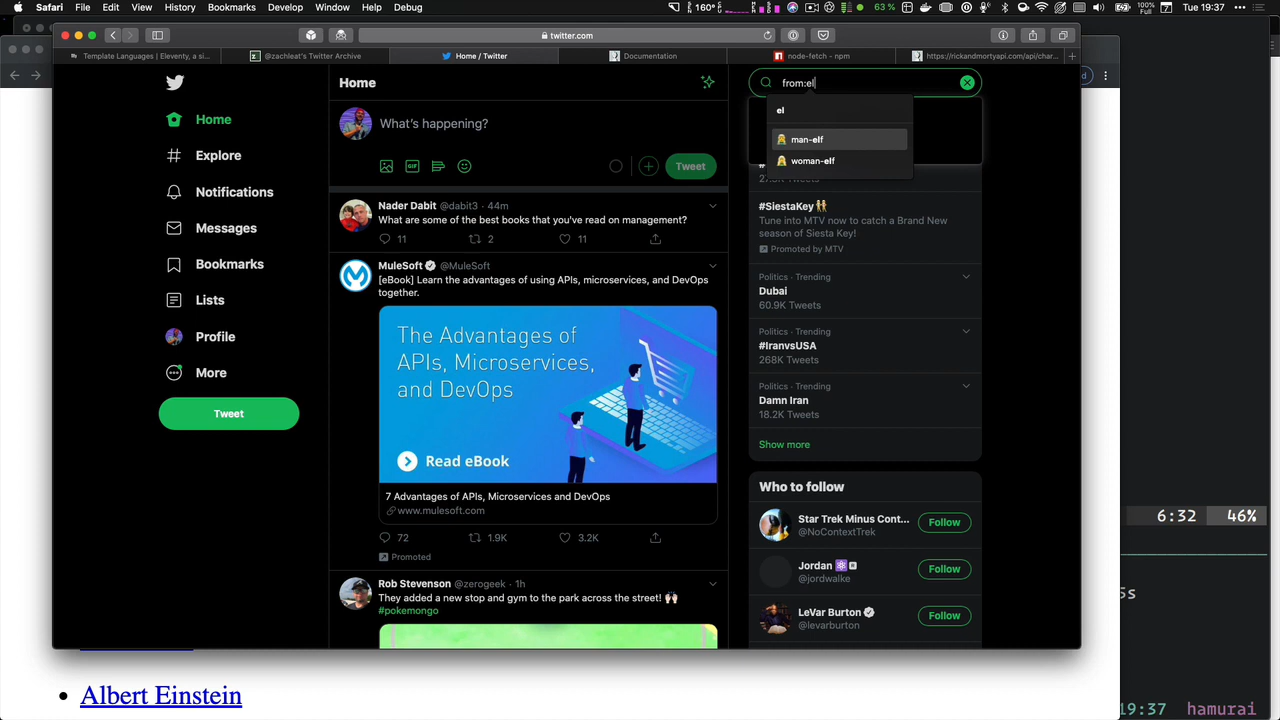 Safari File Edit View History Bookmarks Develop Window Help Debug
160° 63 % 100% Full Tue 19:37
twitter.com
Template Languages | Eleventy, a si...
@zachleat's Twitter Archive
Home / Twitter
Documentation
node-fetch - npm
https://rickandmortyapi.com/api/char...
Home
Explore
Notifications
Messages
Bookmarks
Lists
Profile
More
Tweet
Home
What's happening?
GIF
Tweet
Nader Dabit @dabit3 · 44m
What are some of the best books that you've read on management?
11 2 11
MuleSoft @MuleSoft
[eBook] Learn the advantages of using APIs, microservices, and DevOps
together.
The Advantages of
APIs, Microservices,
and DevOps
Read eBook
7 Advantages of APIs, Microservices and DevOps
www.mulesoft.com
72 1.9K 3.2K
Promoted
Rob Stevenson @zerogeek · 1h
They added a new stop and gym to the park across the street! 🙌🏻
#pokemongo
from:el
el
man-elf
woman-elf
#SiestaKey
Tune into MTV now to catch a Brand New
season of Siesta Key!
Promoted by MTV
Politics · Trending
Dubai
60.9K Tweets
Politics · Trending
#IranvsUSA
268K Tweets
Politics · Trending
Damn Iran
18.2K Tweets
Show more
Who to follow
Star Trek Minus Cont...
@NoContextTrek
Follow
Jordan
@jordwalke
Follow
LeVar Burton
@levarburton
Follow
6:32 46%
5s
19:37 hamurai
Albert Einstein